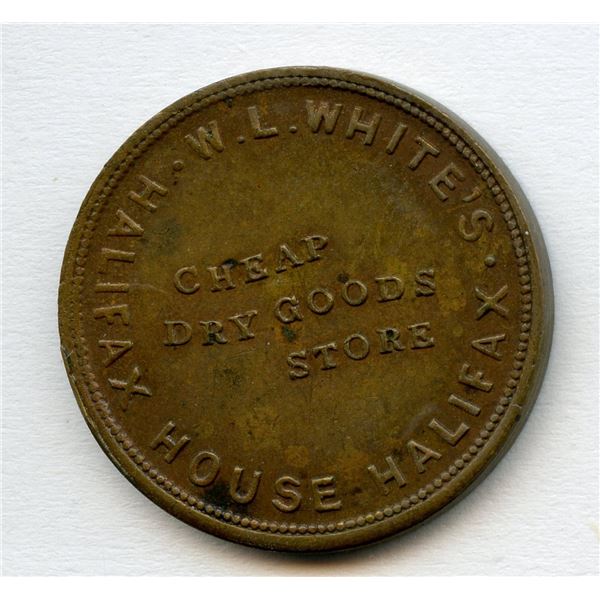 · W. L. WHITE'S ·
HALIFAX HOUSE HALIFAX
CHEAP
DRY GOODS
STORE